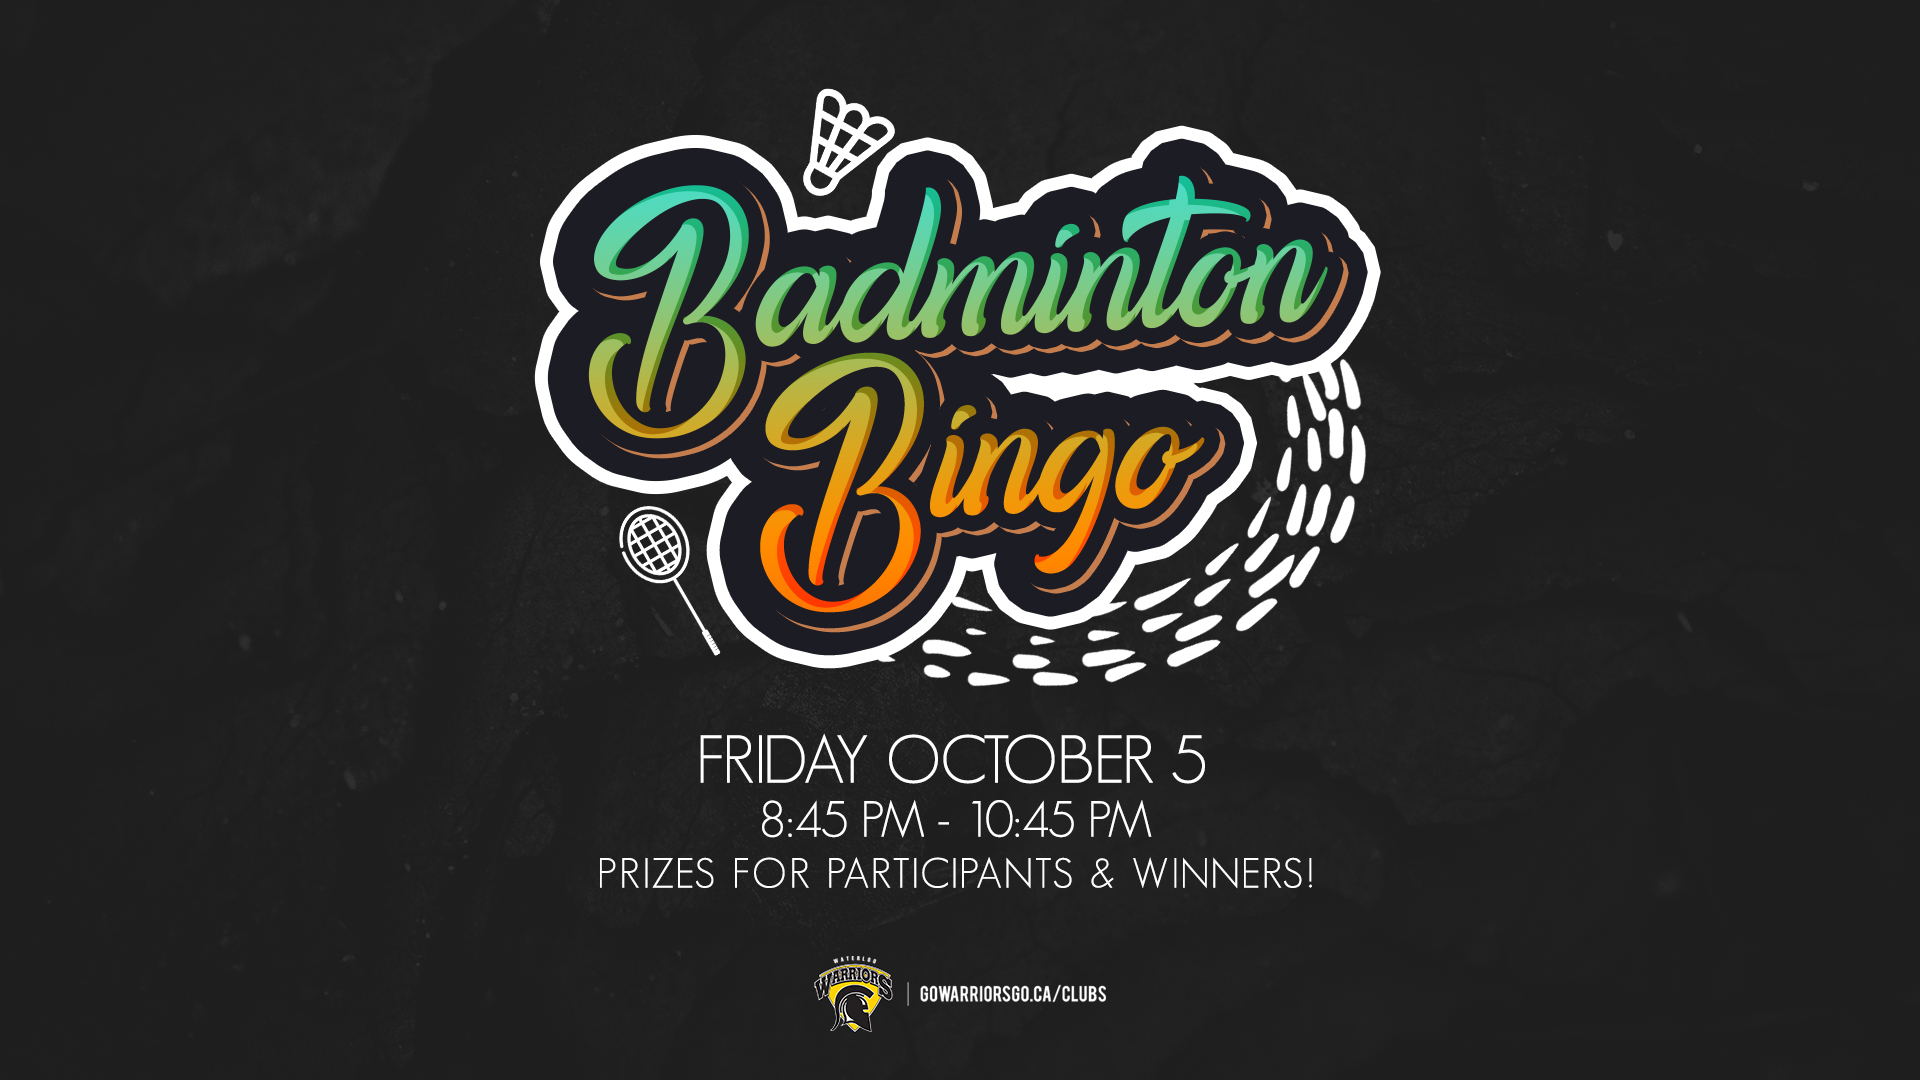 Badminton
Bingo
FRIDAY OCTOBER 5
8:45 PM - 10:45 PM
PRIZES FOR PARTICIPANTS & WINNERS!
WATERLOO
WARRIORS
GOWARRIORSGO.CA/CLUBS